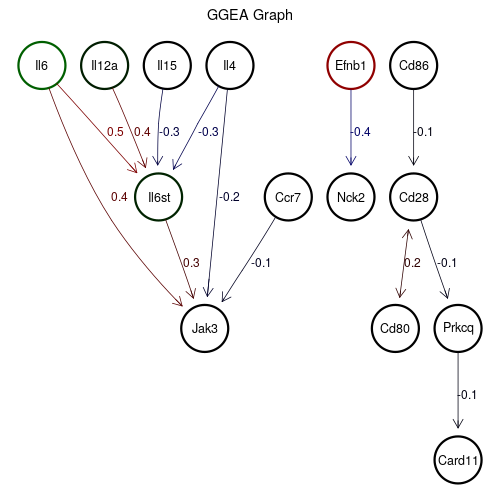 GGEA Graph
Il6
Il12a
Il15
Il4
Efnb1
Cd86
0.5
0.4
-0.3
-0.3
-0.4
-0.1
0.4
Il6st
-0.2
Ccr7
Nck2
Cd28
0.3
-0.1
0.2
-0.1
Jak3
Cd80
Prkcq
-0.1
Card11